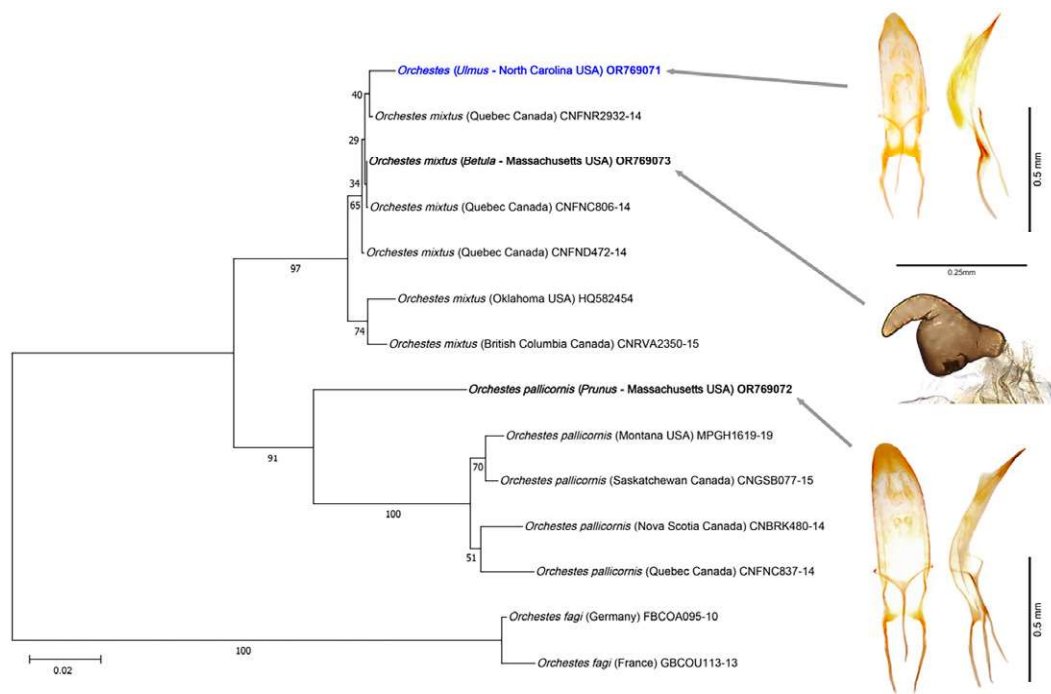 Orchestes (Ulmus - North Carolina USA) OR769071
40
Orchestes mixtus (Quebec Canada) CNFNR2932-14
29
Orchestes mixtus (Betula - Massachusetts USA) OR769073
34
65
Orchestes mixtus (Quebec Canada) CNFNC806-14
97
Orchestes mixtus (Quebec Canada) CNFND472-14
Orchestes mixtus (Oklahoma USA) HQ582454
74
Orchestes mixtus (British Columbia Canada) CNRVA2350-15
Orchestes pallicornis (Prunus - Massachusetts USA) OR769072
91
Orchestes pallicornis (Montana USA) MPGH1619-19
70
Orchestes pallicornis (Saskatchewan Canada) CNGSB077-15
100
Orchestes pallicornis (Nova Scotia Canada) CNBRK480-14
51
Orchestes pallicornis (Quebec Canada) CNFNC837-14
Orchestes fagi (Germany) FBCOA095-10
100
Orchestes fagi (France) GBCOU113-13
0.02
0.5 mm
0.25mm
0.5 mm